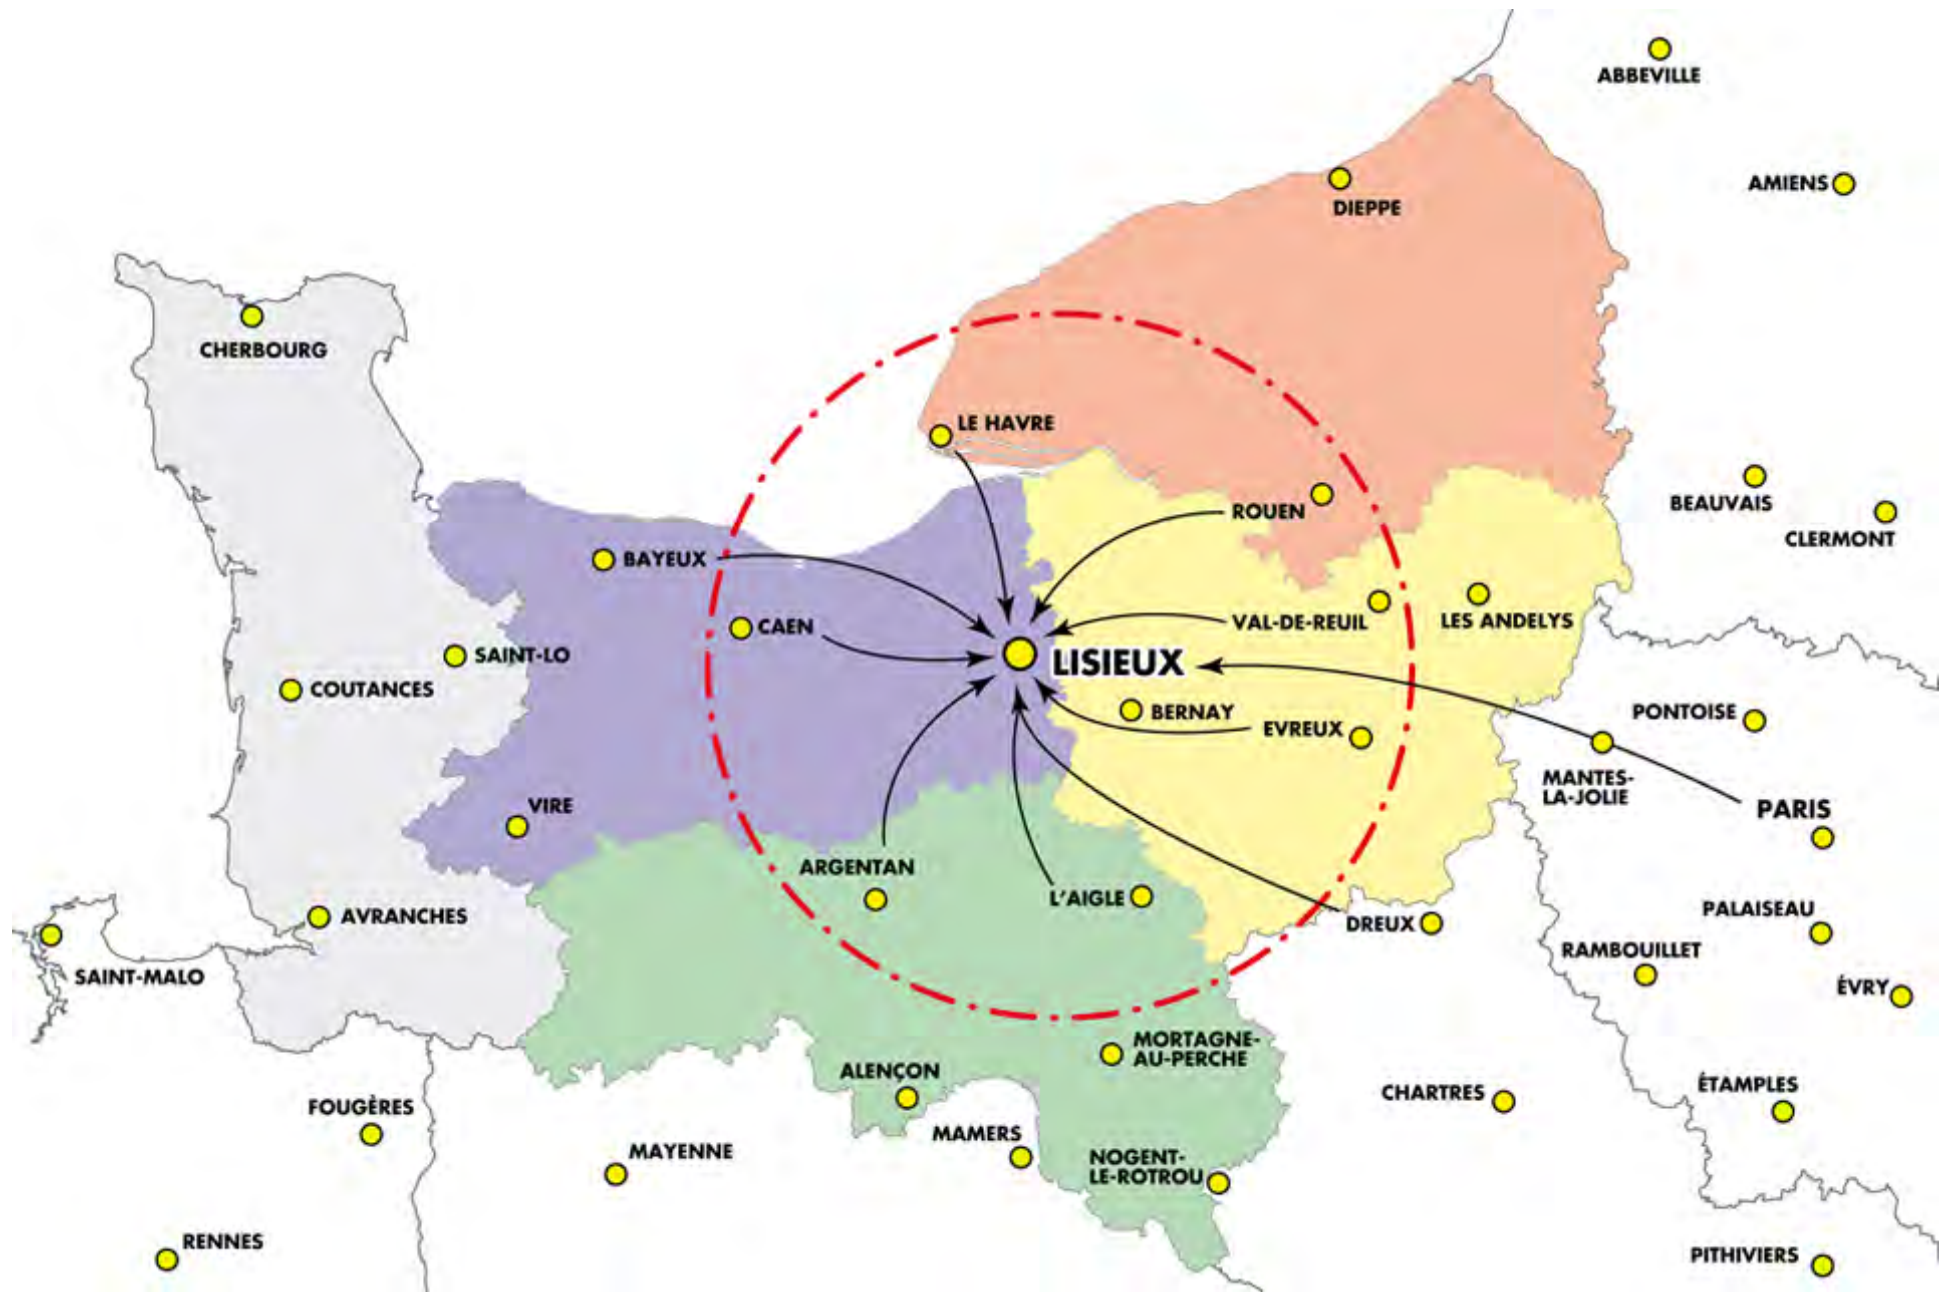 ABBEVILLE
AMIENS
DIEPPE
CHERBOURG
LE HAVRE
BEAUVAIS
ROUEN
CLERMONT
BAYEUX
CAEN
VAL-DE-REUIL
LES ANDELYS
SAINT-LO
LISIEUX
COUTANCES
BERNAY
PONTOISE
EVREUX
MANTES-
LA-JOLIE
VIRE
PARIS
ARGENTAN
L'AIGLE
AVRANCHES
DREUX
PALAISEAU
RAMBOUILLET
SAINT-MALO
ÉVRY
MORTAGNE-
AU-PERCHE
ALENÇON
ÉTAMPLES
CHARTRES
FOUGÈRES
MAMERS
MAYENNE
NOGENT-
LE-ROTROU
RENNES
PITHIVIERS